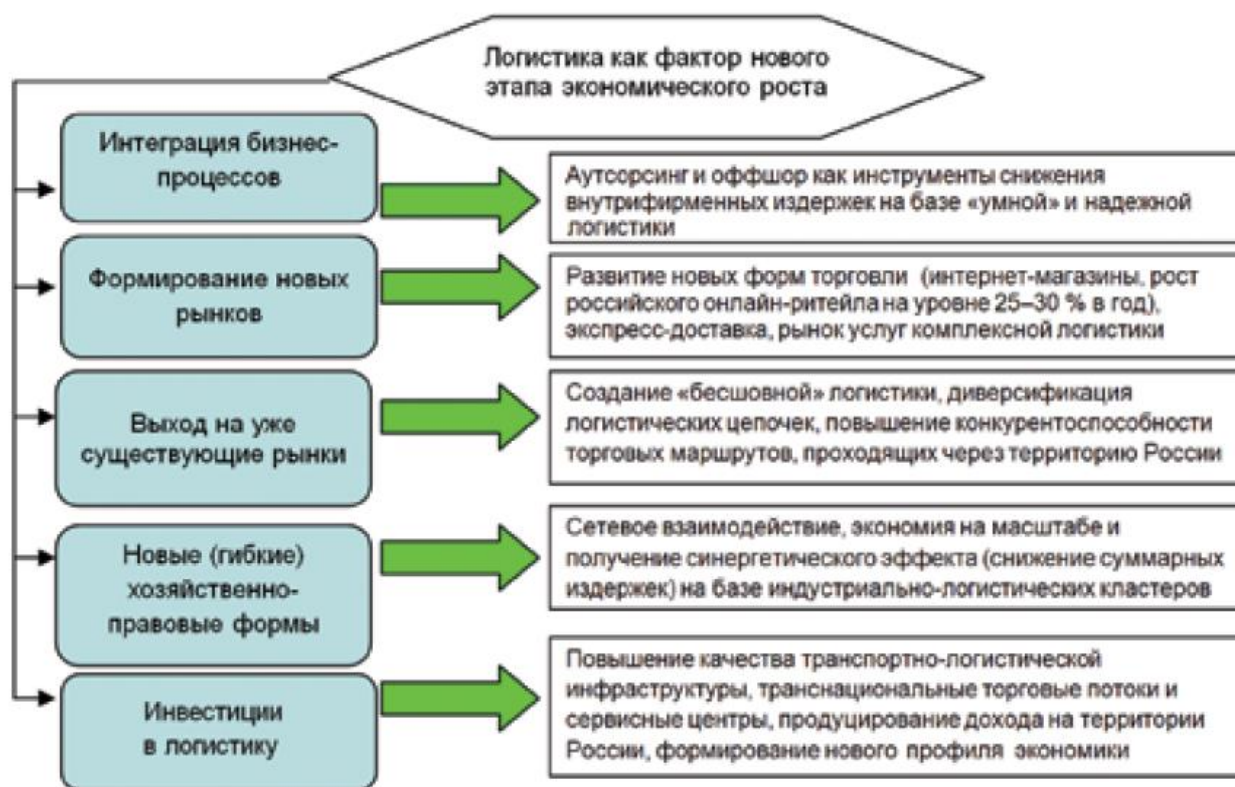 Логистика как фактор нового
этапа экономического роста
Интеграция бизнес-
процессов
Аутсорсинг и оффшор как инструменты снижения
внутрифирменных издержек на базе «умной» и надежной
логистики
Формирование новых
рынков
Развитие новых форм торговли (интернет-магазины, рост
российского онлайн-ритейла на уровне 25–30 % в год),
экспресс-доставка, рынок услуг комплексной логистики
Выход на уже
существующие рынки
Создание «бесшовной» логистики, диверсификация
логистических цепочек, повышение конкурентоспособности
торговых маршрутов, проходящих через территорию России
Новые (гибкие)
хозяйственно-
правовые формы
Сетевое взаимодействие, экономия на масштабе и
получение синергетического эффекта (снижение суммарных
издержек) на базе индустриально-логистических кластеров
Инвестиции
в логистику
Повышение качества транспортно-логистической
инфраструктуры, транснациональные торговые потоки и
сервисные центры, продуцирование дохода на территории
России, формирование нового профиля экономики